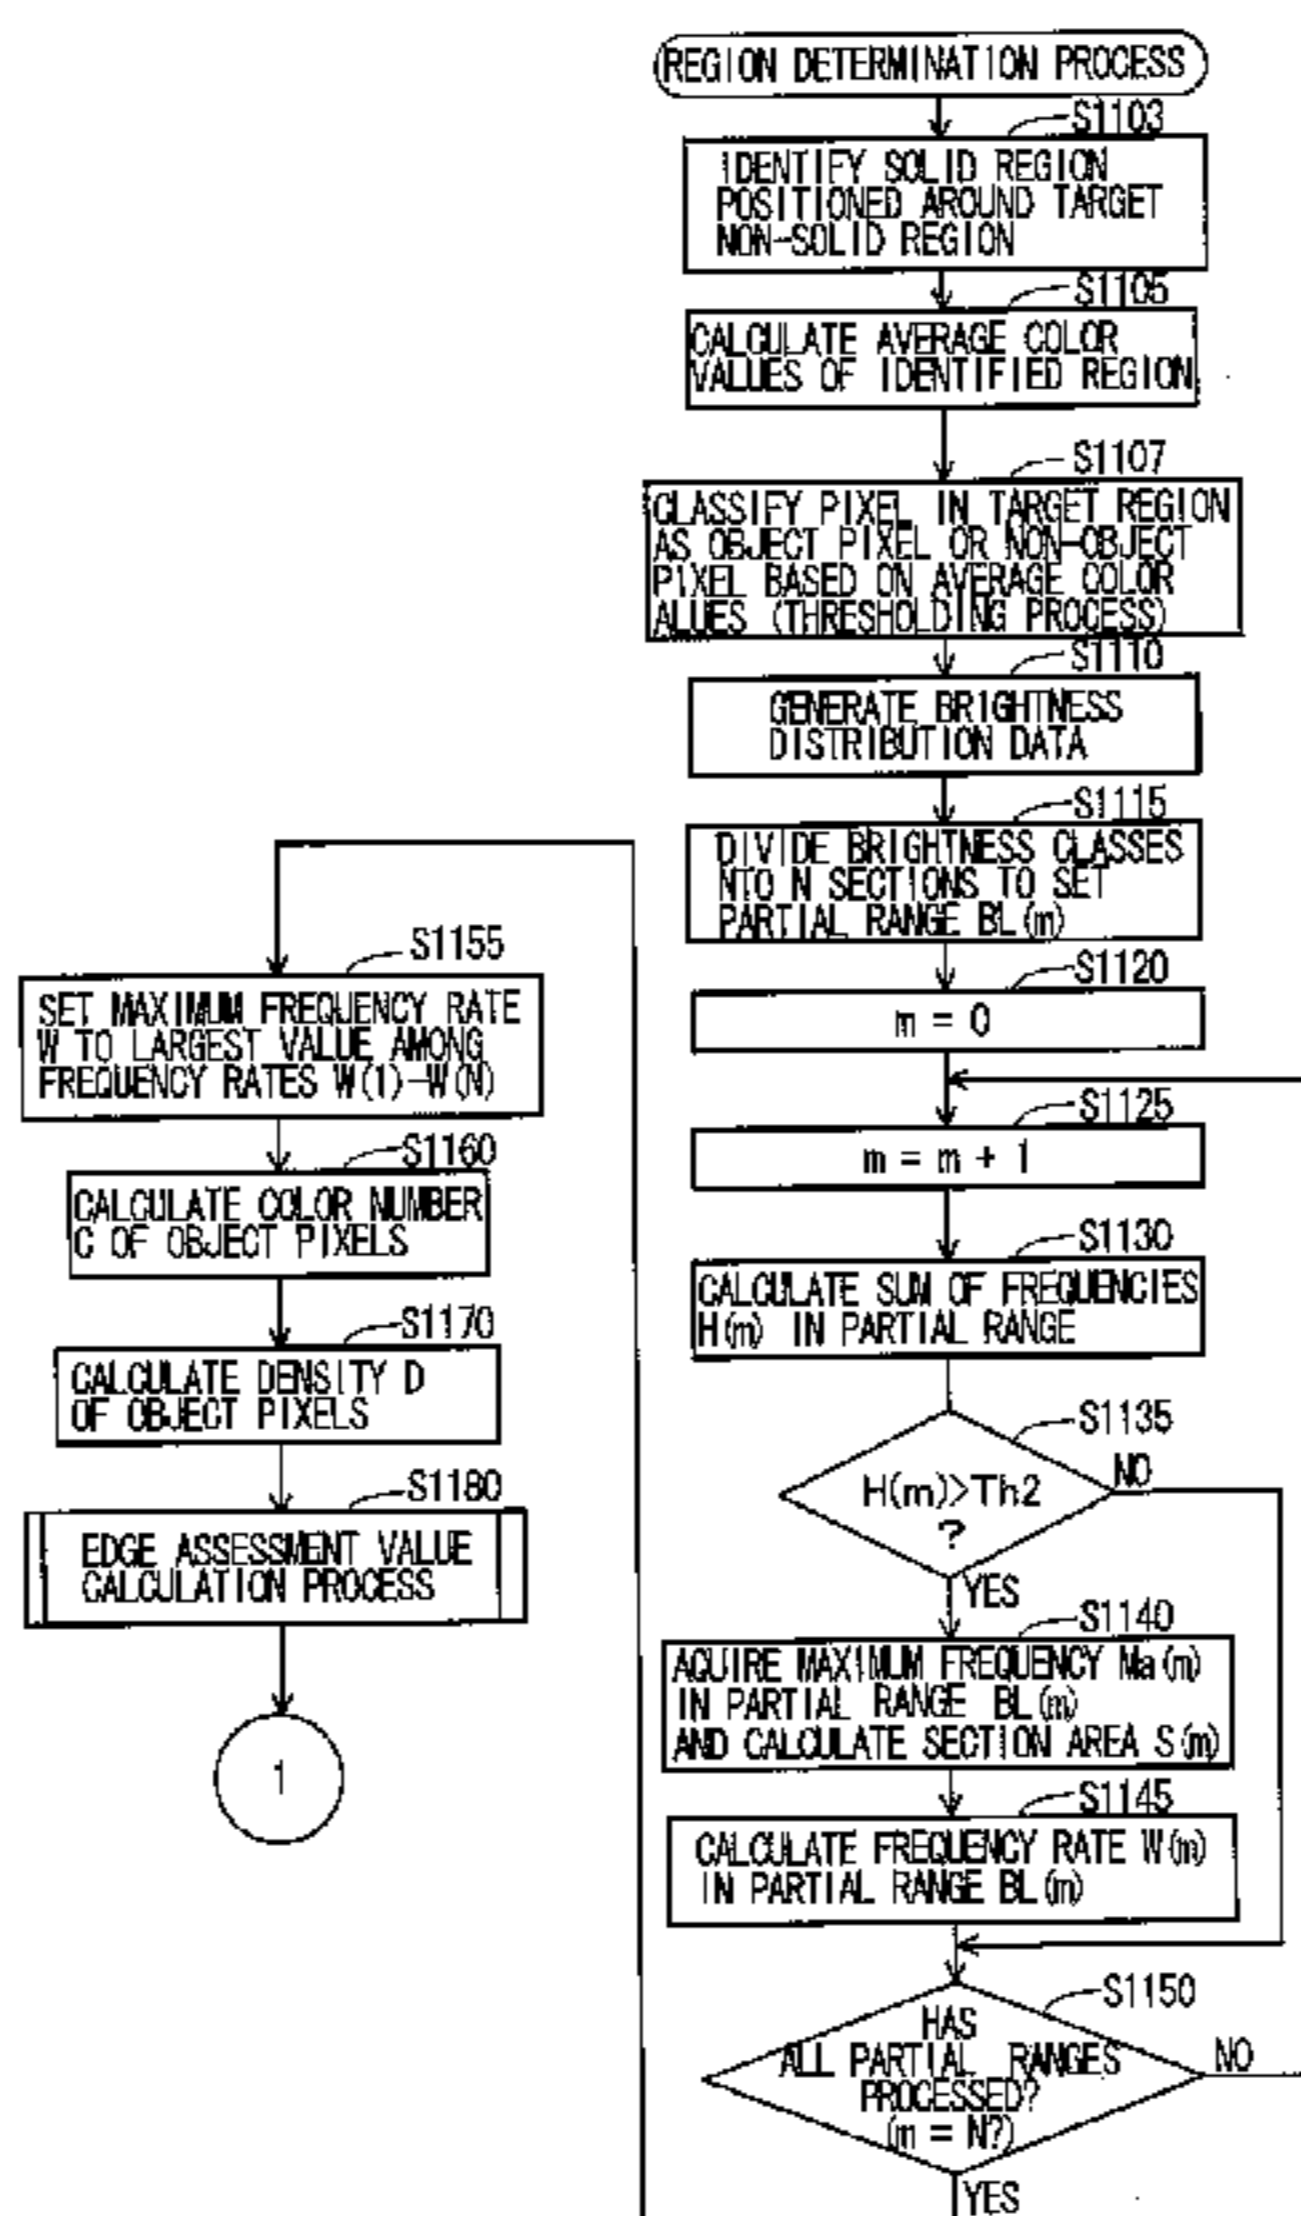 REGION DETERMINATION PROCESS
S1103
IDENTIFY SOLID REGION
POSITIONED AROUND TARGET
NON-SOLID REGION
S1105
CALCULATE AVERAGE COLOR
VALUES OF IDENTIFIED REGION
S1107
CLASSIFY PIXEL IN TARGET REGION
AS OBJECT PIXEL OR NON-OBJECT
PIXEL BASED ON AVERAGE COLOR
ALUES (THRESHOLDING PROCESS)
S1110
GENERATE BRIGHTNESS
DISTRIBUTION DATA
S1115
DIVIDE BRIGHTNESS CLASSES
NTO N SECTIONS TO SET
PARTIAL RANGE BL(m)
S1120
m = 0
S1125
m = m + 1
S1130
CALCULATE SUM OF FREQUENCIES
H(m) IN PARTIAL RANGE
S1135
H(m)>Th2
?
NO
YES
S1140
AQUIRE MAXIMUM FREQUENCY Ma(m)
IN PARTIAL RANGE BL(m)
AND CALCULATE SECTION AREA S(m)
S1145
CALCULATE FREQUENCY RATE W(m)
IN PARTIAL RANGE BL(m)
S1150
HAS
ALL PARTIAL RANGES
PROCESSED?
(m = N?)
NO
YES
S1155
SET MAXIMUM FREQUENCY RATE
W TO LARGEST VALUE AMONG
FREQUENCY RATES W(1)-W(N)
S1160
CALCULATE COLOR NUMBER
C OF OBJECT PIXELS
S1170
CALCULATE DENSITY D
OF OBJECT PIXELS
S1180
EDGE ASSESSMENT VALUE
CALCULATION PROCESS
1